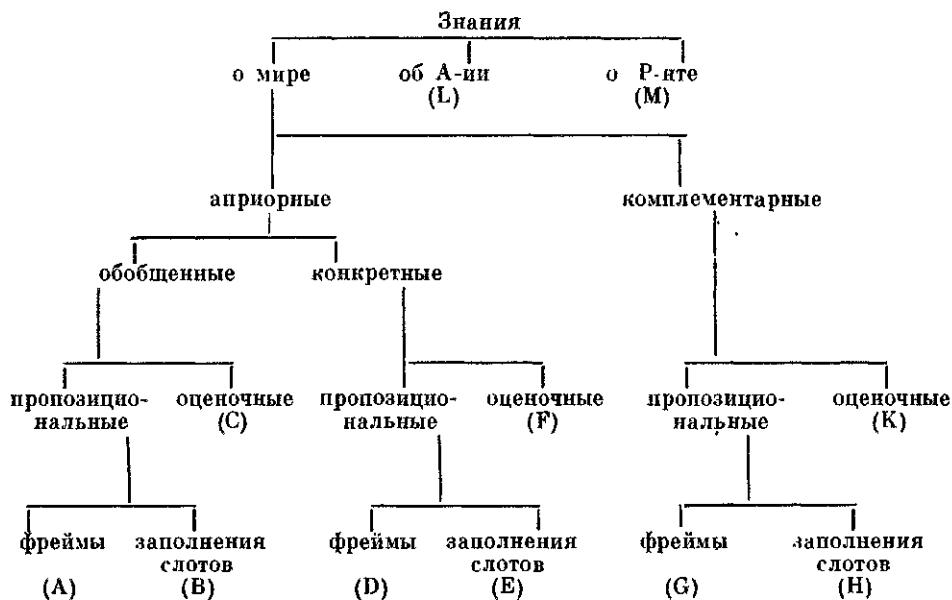 Знания
о мире об А-ии о Р-нте
(L) (M)
априорные комплементарные
обобщенные конкретные
пропозицио- оценочные пропозицио- оценочные пропозицио- оценочные
нальные (C) нальные (F) нальные (K)
фреймы заполнения фреймы заполнения фреймы заполнения
слотов слотов слотов
(A) (B) (D) (E) (G) (H)